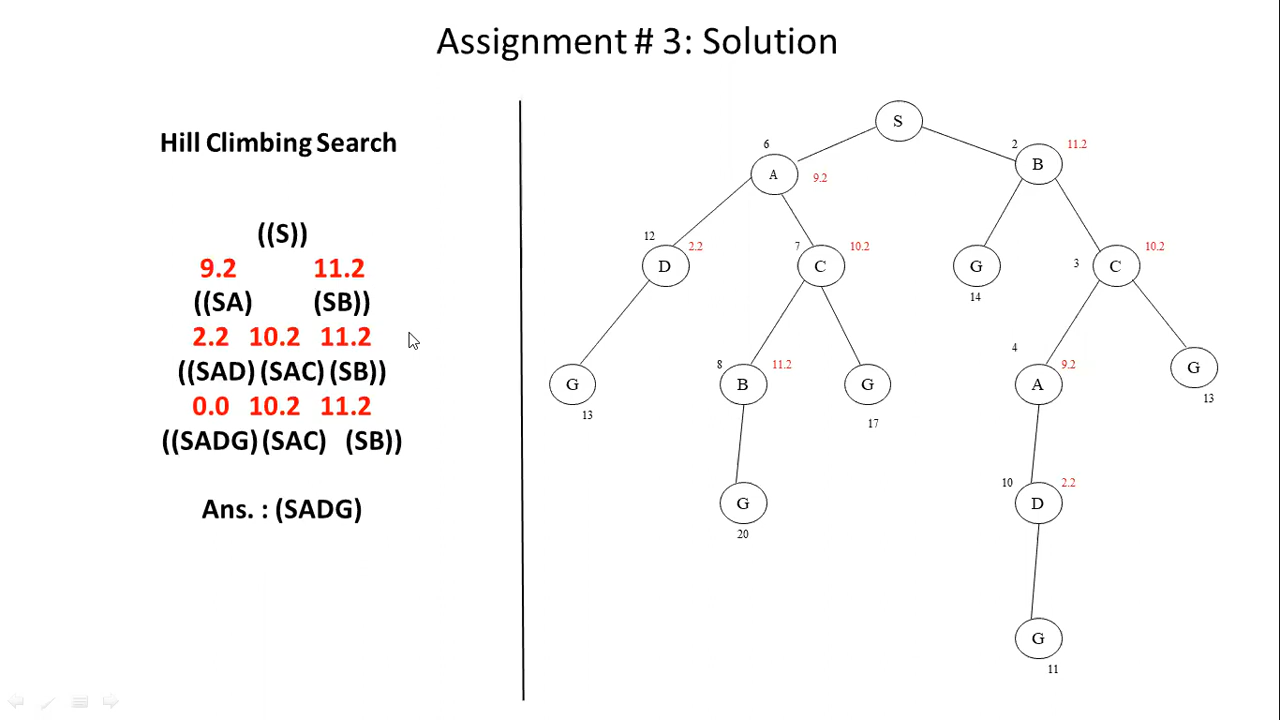 Assignment # 3: Solution
Hill Climbing Search
((S))
9.2 11.2
((SA) (SB))
2.2 10.2 11.2
((SAD) (SAC) (SB))
0.0 10.2 11.2
((SADG) (SAC) (SB))
Ans. : (SADG)
S
6 2 11.2
A 9.2 B
12 2.2 7 10.2 3 10.2
D C G C
14
4
8 11.2 9.2
G B G A G
13 17 13
10 2.2
G D
20
G
11